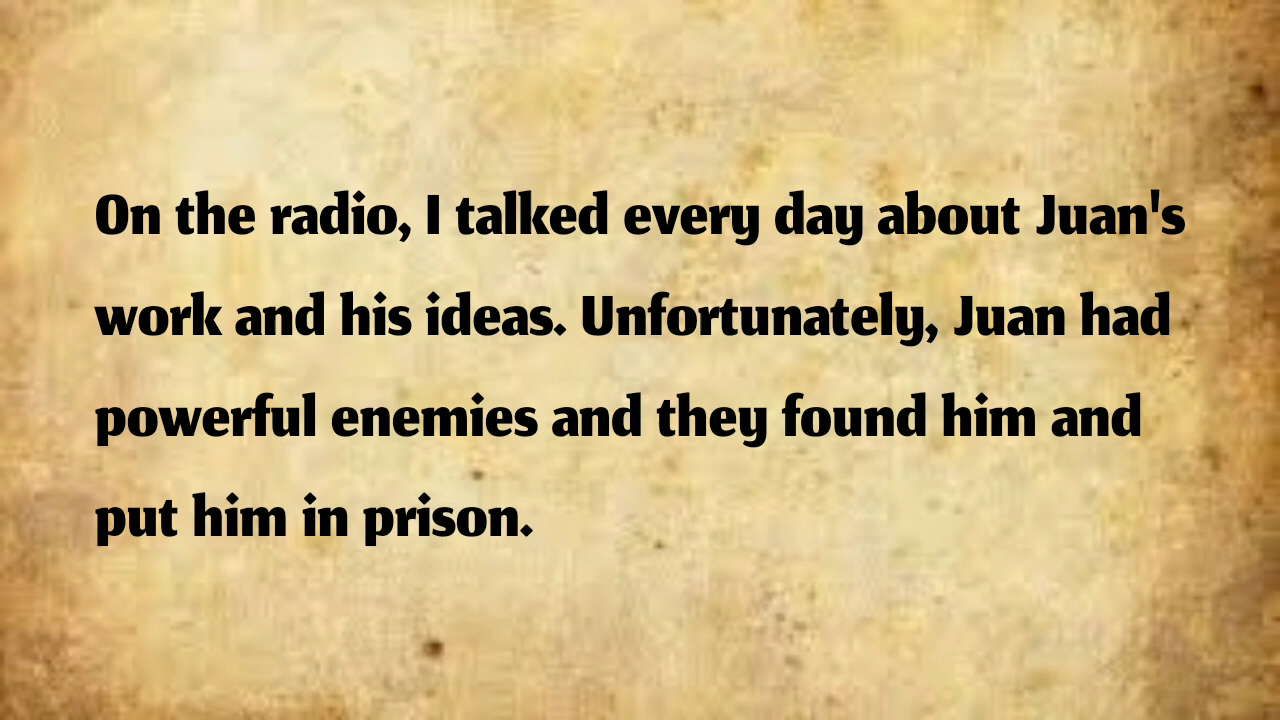 On the radio, I talked every day about Juan's
work and his ideas. Unfortunately, Juan had
powerful enemies and they found him and
put him in prison.